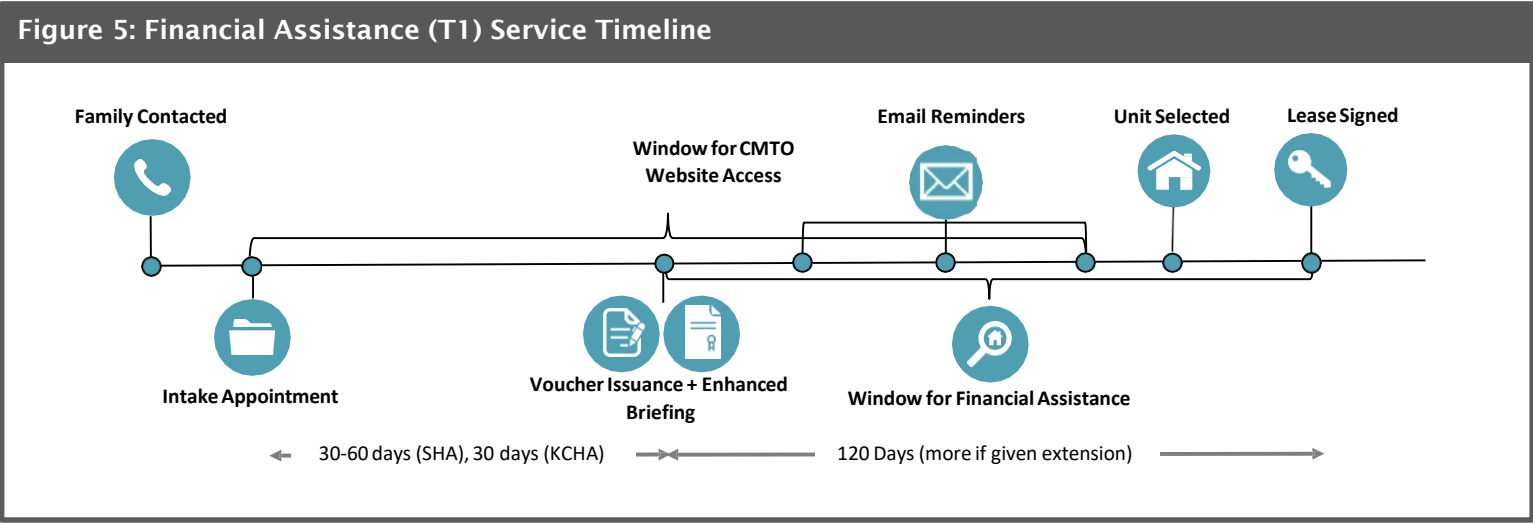 Figure 5: Financial Assistance (T1) Service Timeline
Family Contacted
Email Reminders
Unit Selected
Lease Signed
Window for CMTO
Website Access
Intake Appointment
Voucher Issuance + Enhanced
Briefing
Window for Financial Assistance
30-60 days (SHA), 30 days (KCHA)
120 Days (more if given extension)